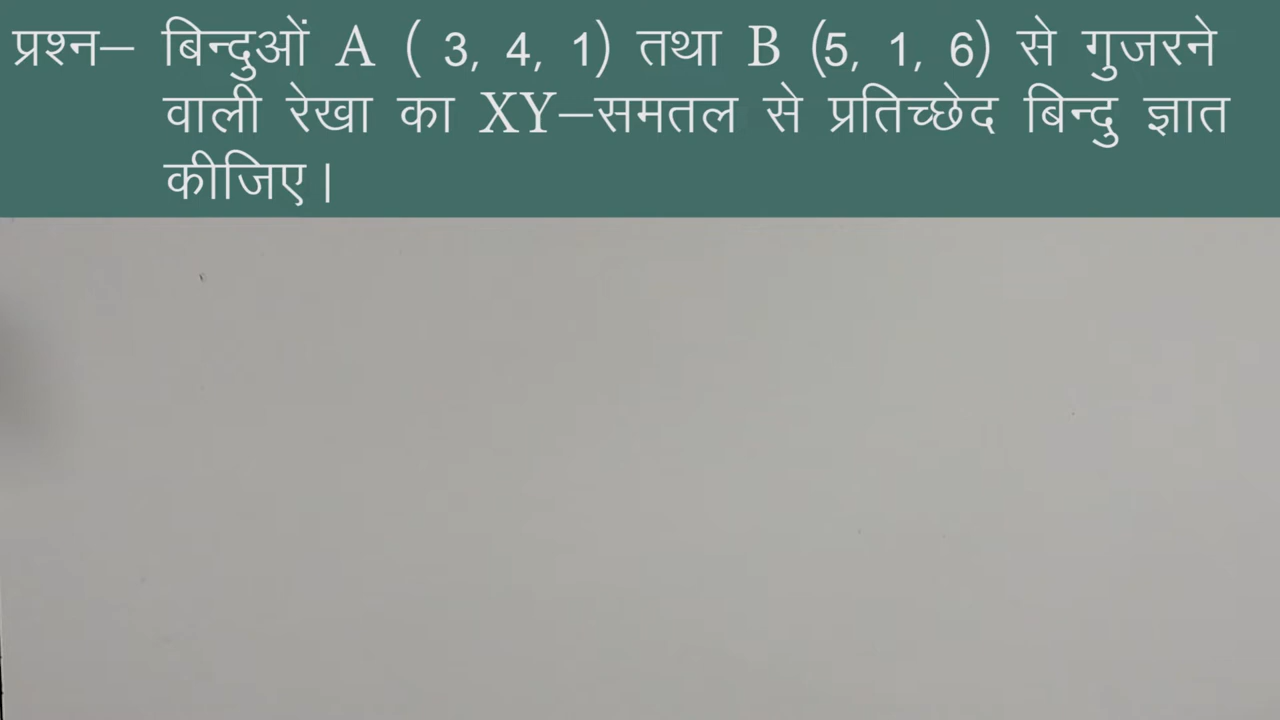 प्रश्न– बिन्दुओं A ( 3, 4, 1) तथा B (5, 1, 6) से गुजरने
वाली रेखा का XY–समतल से प्रतिच्छेद बिन्दु ज्ञात
कीजिए।